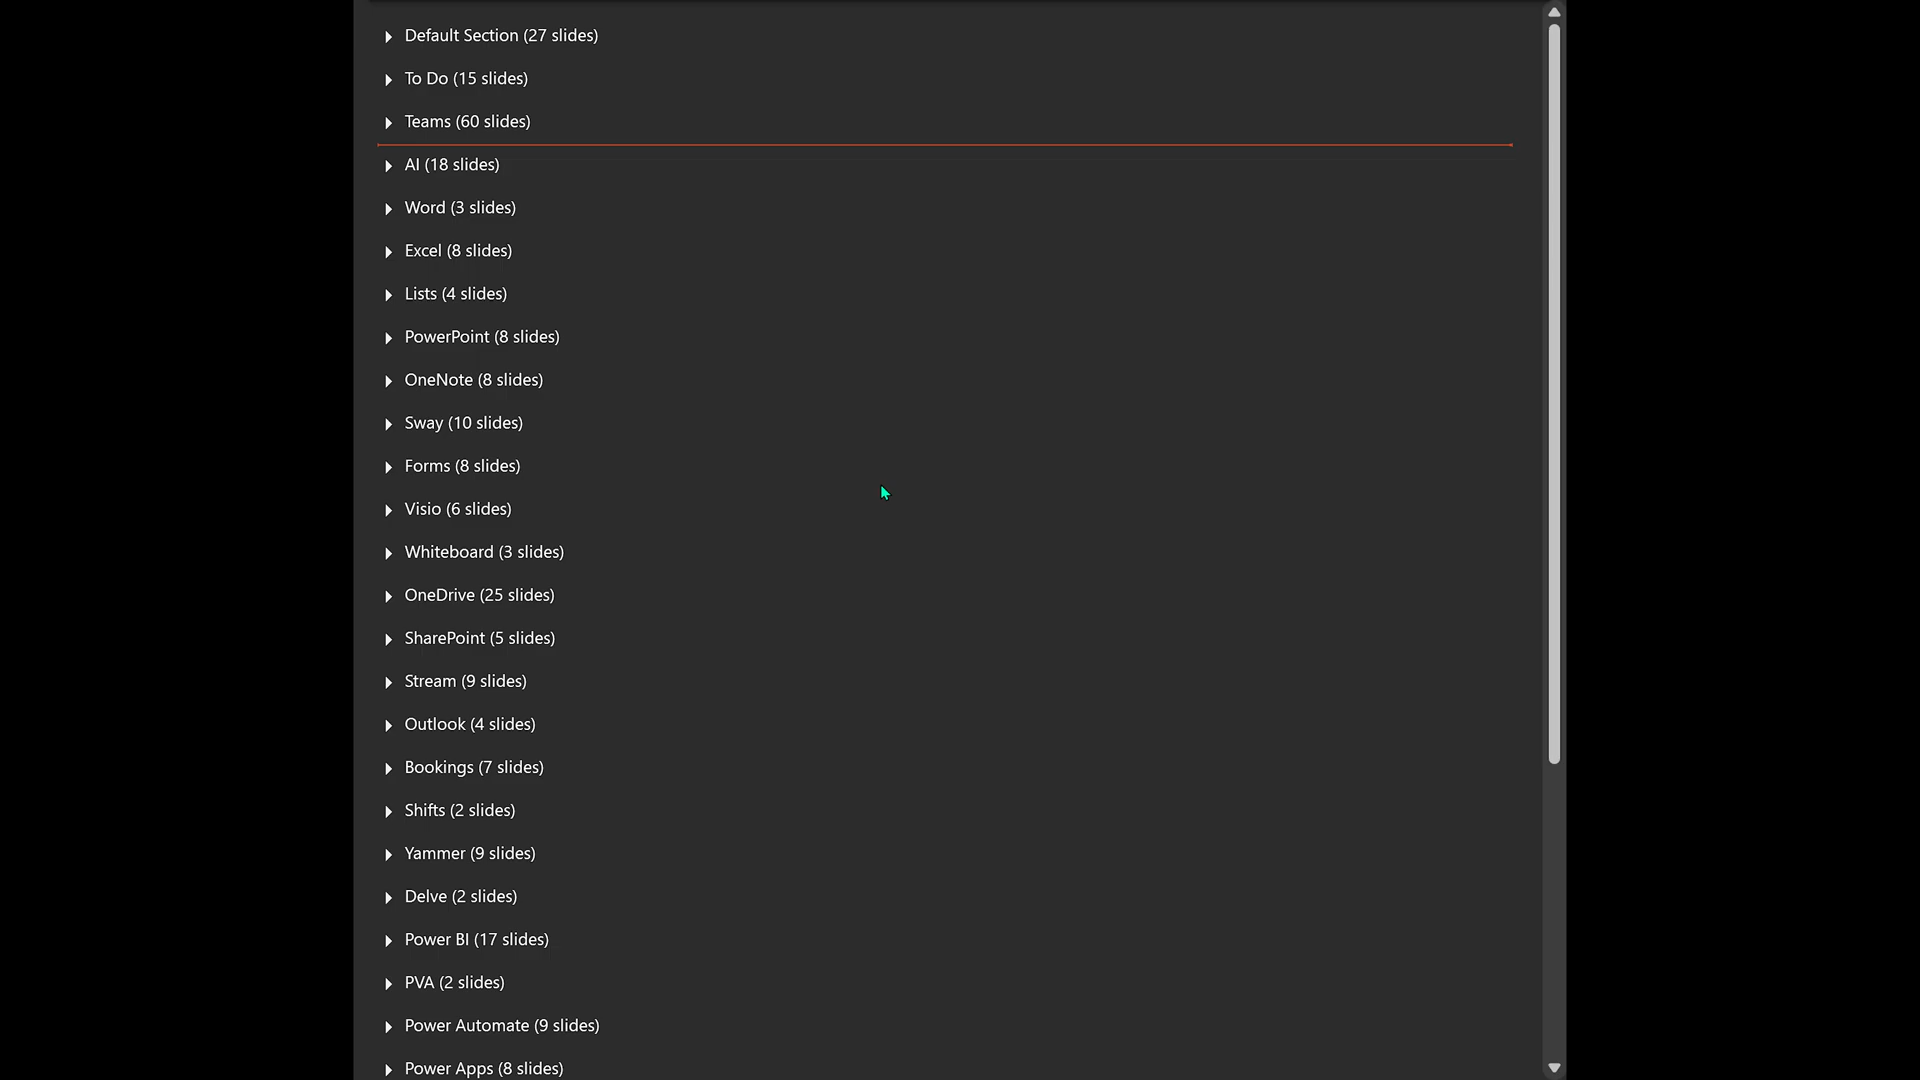 Default Section (27 slides)
To Do (15 slides)
Teams (60 slides)
AI (18 slides)
Word (3 slides)
Excel (8 slides)
Lists (4 slides)
PowerPoint (8 slides)
OneNote (8 slides)
Sway (10 slides)
Forms (8 slides)
Visio (6 slides)
Whiteboard (3 slides)
OneDrive (25 slides)
SharePoint (5 slides)
Stream (9 slides)
Outlook (4 slides)
Bookings (7 slides)
Shifts (2 slides)
Yammer (9 slides)
Delve (2 slides)
Power BI (17 slides)
PVA (2 slides)
Power Automate (9 slides)
Power Apps (8 slides)